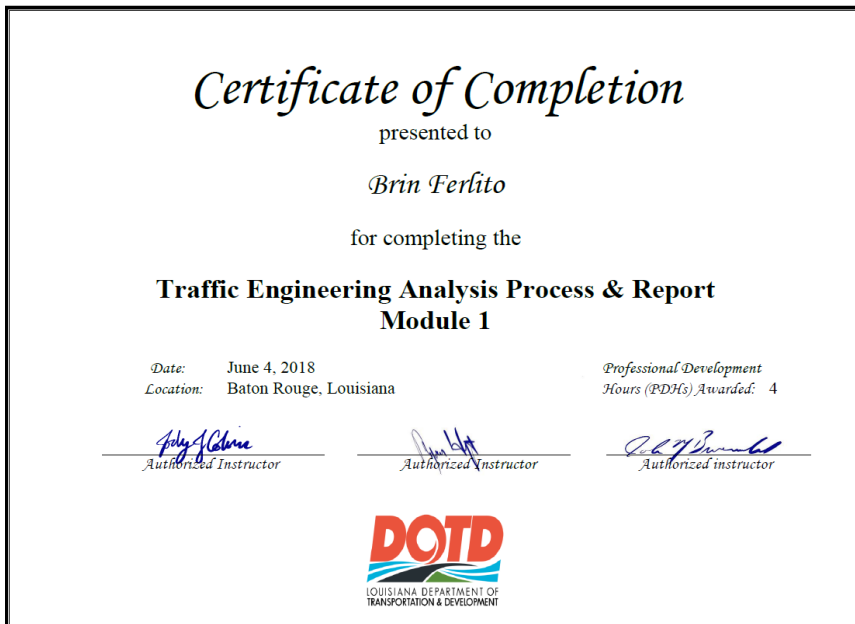 Certificate of Completion
presented to
Brin Ferlito
for completing the
Traffic Engineering Analysis Process & Report
Module 1
Date: June 4, 2018
Location: Baton Rouge, Louisiana
Professional Development
Hours (PDHs) Awarded: 4
Authorized Instructor
Authorized Instructor
Authorized instructor
DOTD
LOUISIANA DEPARTMENT OF
TRANSPORTATION & DEVELOPMENT